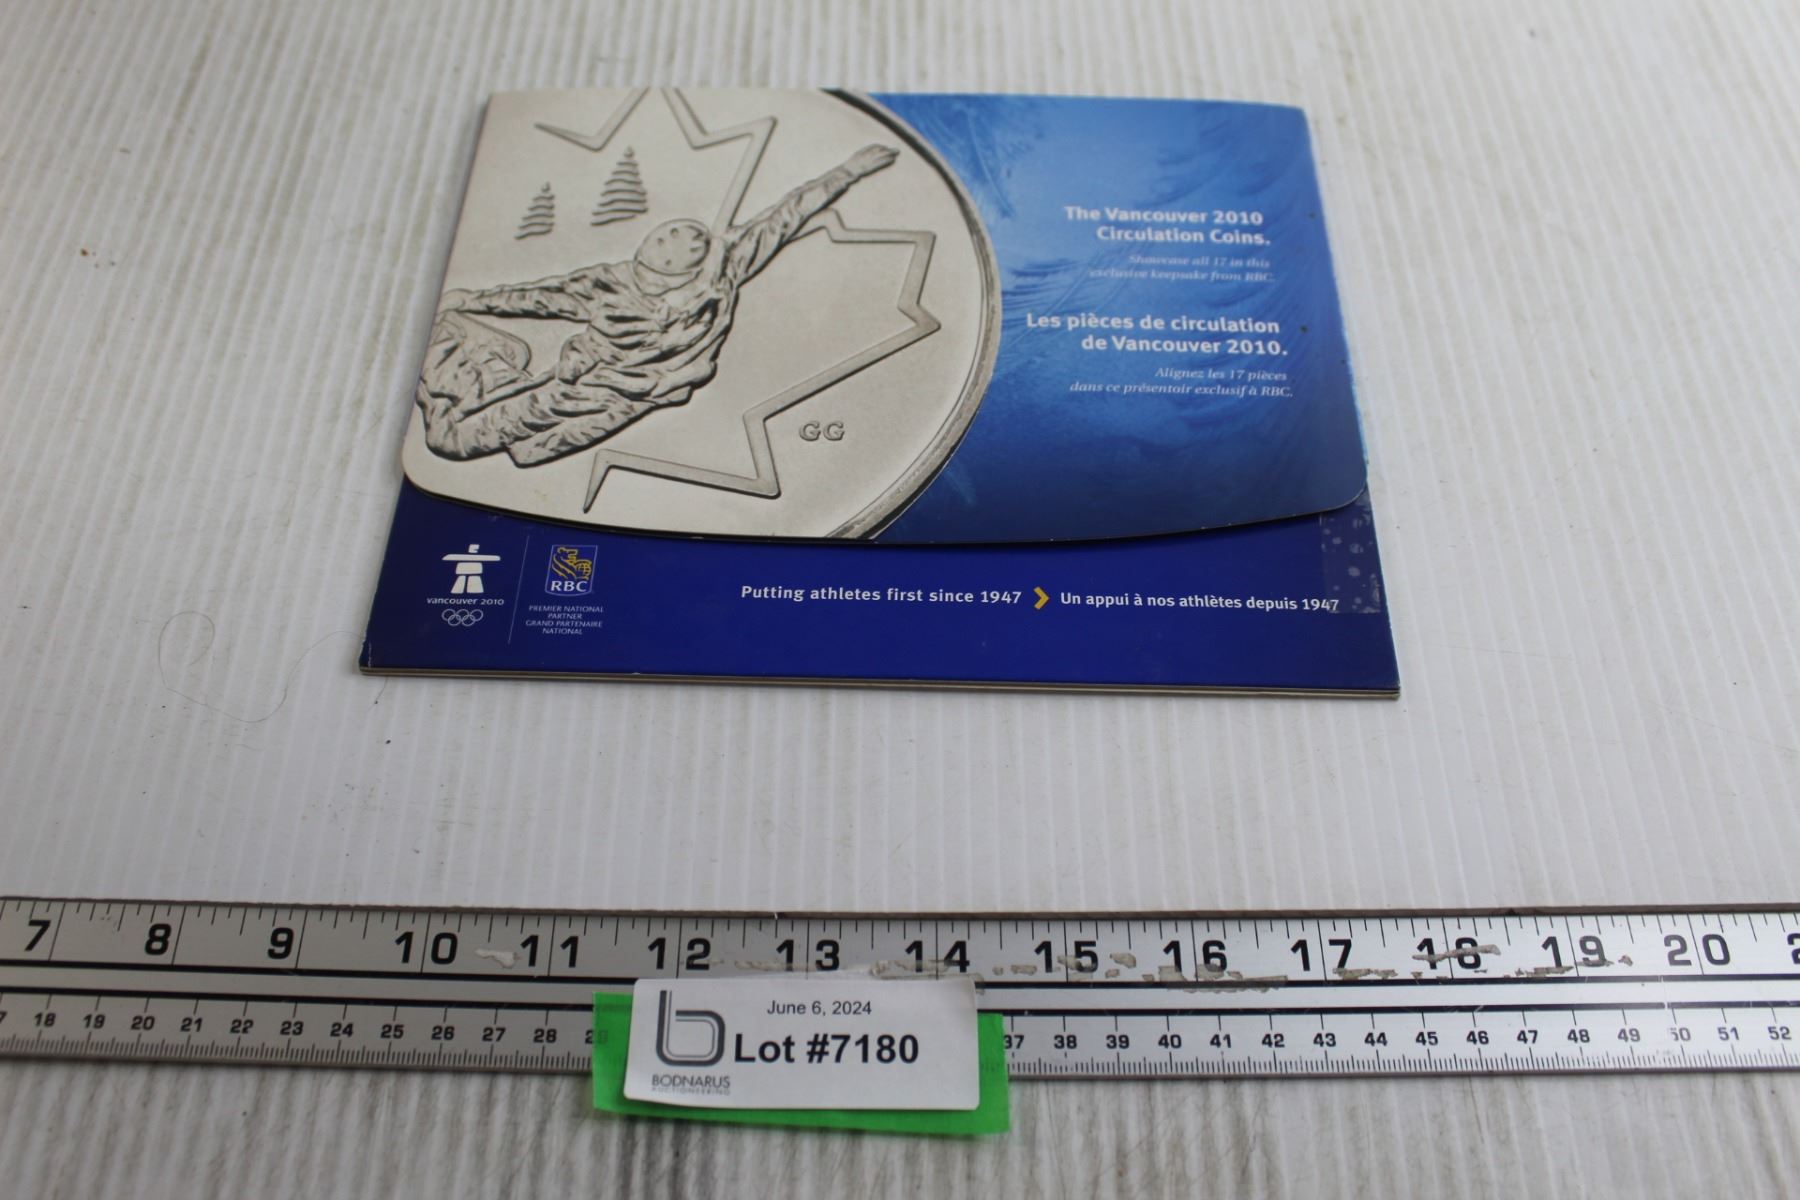 The Vancouver 2010
Circulation Coins.
Showcase all 17 in this
exclusive keepsake from RBC.
Les pièces de circulation
de Vancouver 2010.
Alignez les 17 pièces
dans ce présentoir exclusif à RBC.
GG
vancouver 2010
RBC
PREMIER NATIONAL
PARTNER
GRAND PARTENAIRE
NATIONAL
Putting athletes first since 1947 Un appui à nos athlètes depuis 1947
7 8 9 10 11 12 13 14 15 16 17 18 19 20
18 19 20 21 22 23 24 25 26 27 28 29 37 38 39 40 41 42 43 44 45 46 47 48 49 50 51 52
June 6, 2024
Lot #7180
b
BODNARUS
AUCTIONEERING